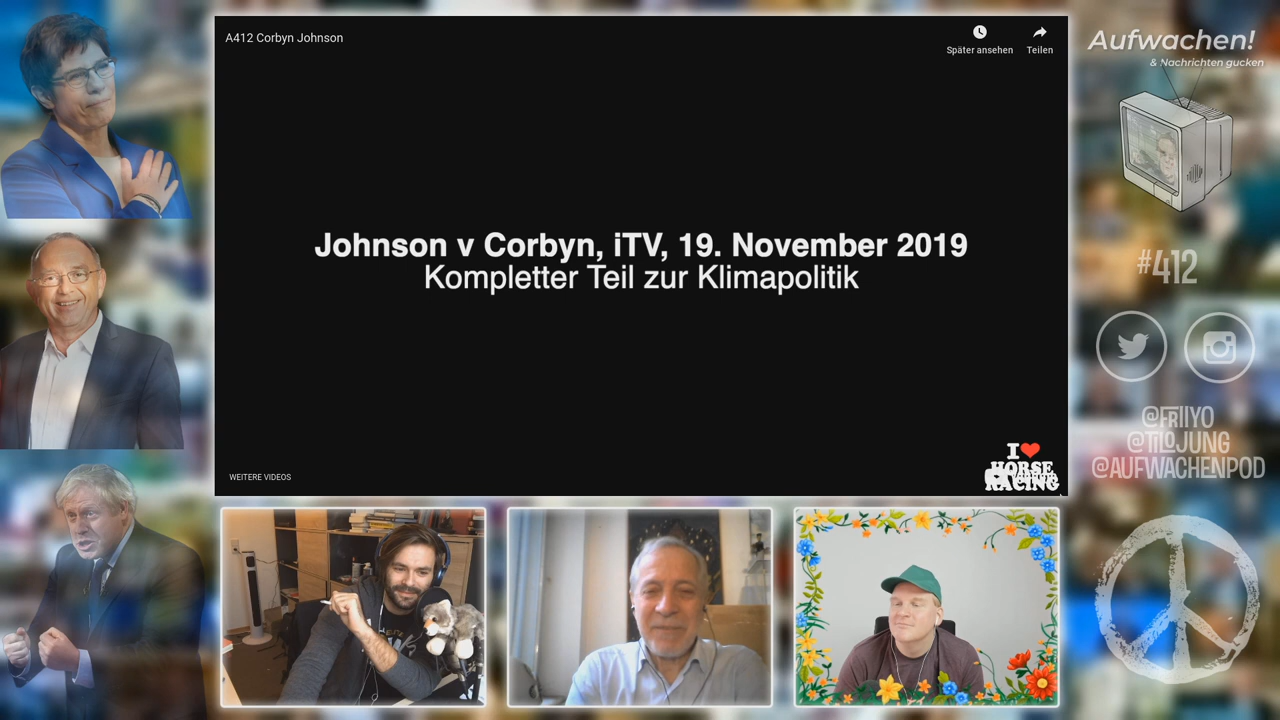 A412 Corbyn Johnson
Später ansehen
Teilen
Aufwachen!
& Nachrichten gucken
Johnson v Corbyn, iTV, 19. November 2019
Kompletter Teil zur Klimapolitik
#412
@FRIIYO
@TILOJUNG
@AUFWACHENPOD
WEITERE VIDEOS
I
HORSE
RACING